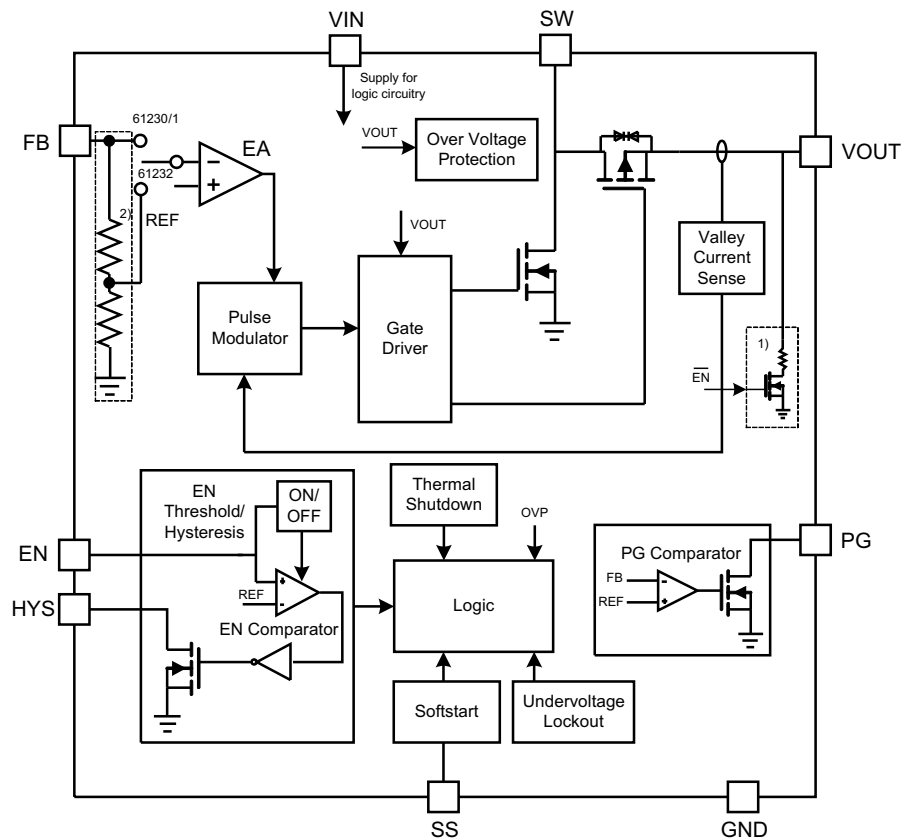 VIN
SW
Supply for
logic circuitry
61230/1
FB
EA
VOUT
Over Voltage
Protection
VOUT
−
+
61232
2)
REF
VOUT
Valley
Current
Sense
Pulse
Modulator
Gate
Driver
1)
EN
EN
Threshold/
Hysteresis
ON/
OFF
Thermal
Shutdown
OVP
EN
PG
PG Comparator
FB
REF
-
+
+
-
REF
HYS
EN Comparator
Logic
Softstart
Undervoltage
Lockout
SS
GND